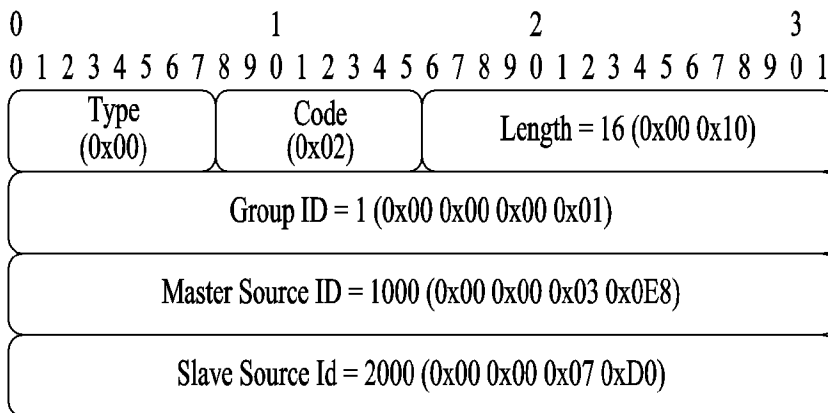 0 1 2 3
0 1 2 3 4 5 6 7 8 9 0 1 2 3 4 5 6 7 8 9 0 1 2 3 4 5 6 7 8 9 0 1
Type Code
(0x00) (0x02) Length = 16 (0x00 0x10)
Group ID = 1 (0x00 0x00 0x00 0x01)
Master Source ID = 1000 (0x00 0x00 0x03 0x0E8)
Slave Source Id = 2000 (0x00 0x00 0x07 0xD0)